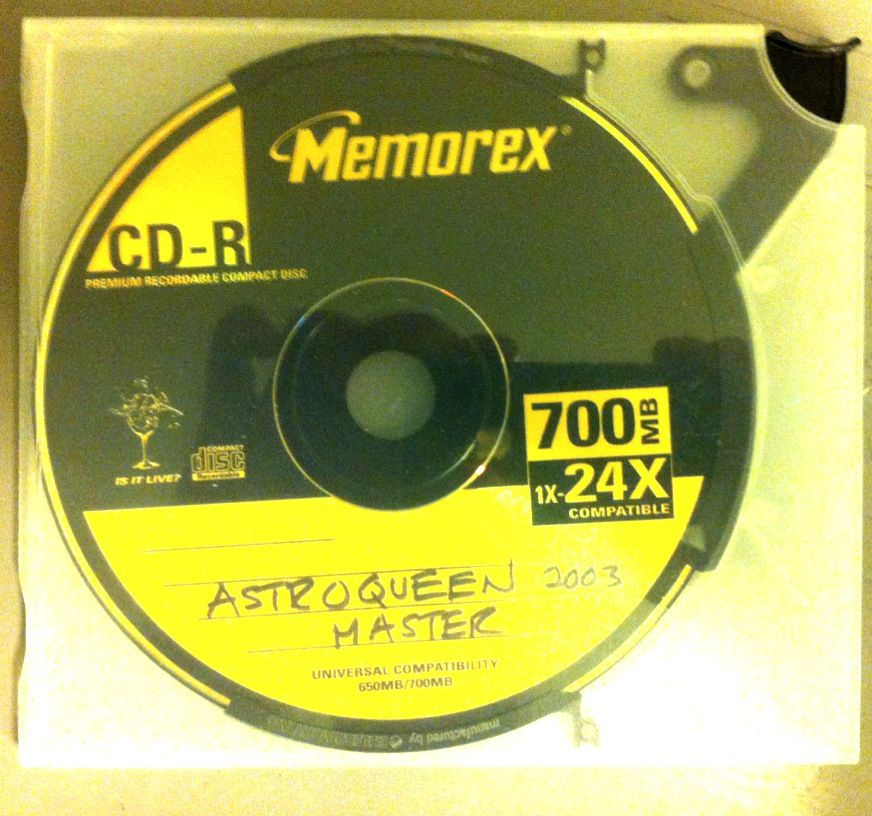 Memorex®
CD-R
PREMIUM RECORDABLE COMPACT DISC
700 MB
1X-24X
COMPATIBLE
IS IT LIVE?
COMPACT
disc
Recordable
ASTROQUEEN 2003
MASTER
UNIVERSAL COMPATIBILITY
650MB/700MB
manufactured by